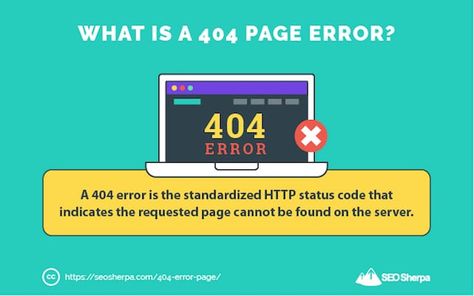 WHAT IS A 404 PAGE ERROR?
404
ERROR
A 404 error is the standardized HTTP status code that
indicates the requested page cannot be found on the server.
cc https://seosherpa.com/404-error-page/
SEO Sherpa